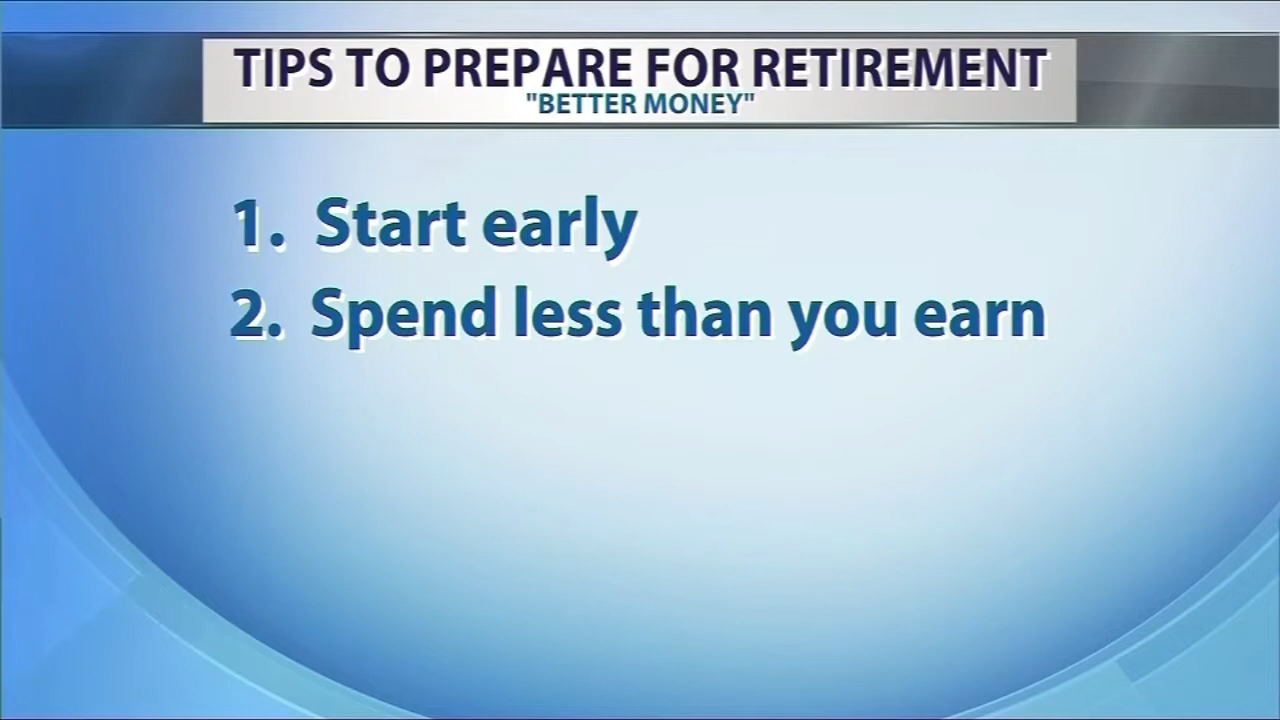 TIPS TO PREPARE FOR RETIREMENT
"BETTER MONEY"
1. Start early
2. Spend less than you earn